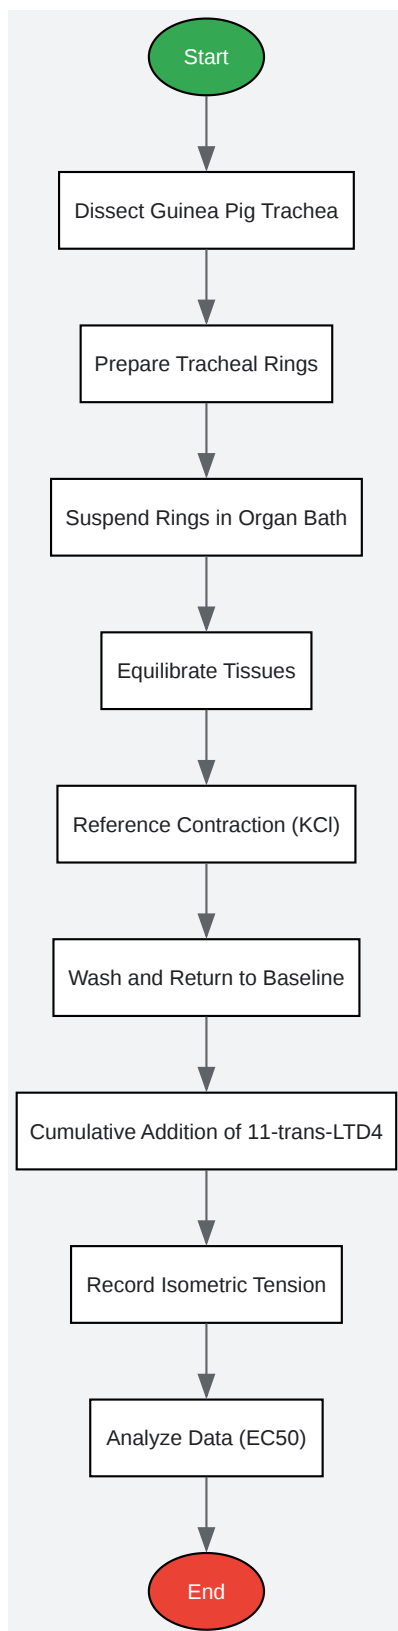 Start
Dissect Guinea Pig Trachea
Prepare Tracheal Rings
Suspend Rings in Organ Bath
Equilibrate Tissues
Reference Contraction (KCl)
Wash and Return to Baseline
Cumulative Addition of 11-trans-LTD4
Record Isometric Tension
Analyze Data (EC50)
End